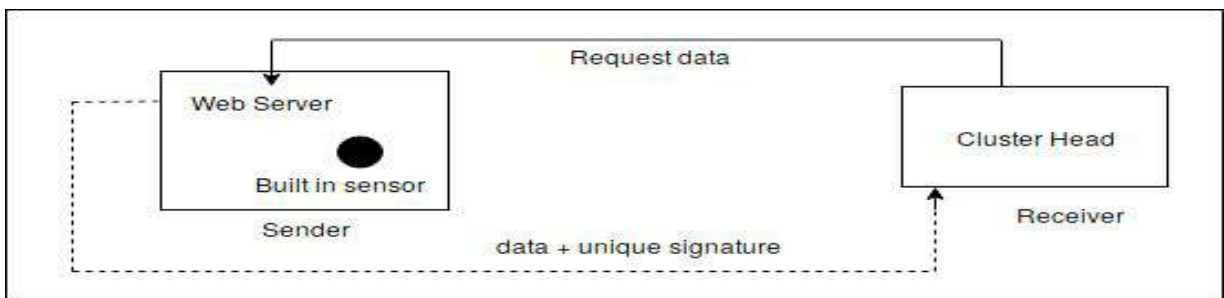 Request data
Web Server
Cluster Head
Built in sensor
Receiver
Sender
data + unique signature